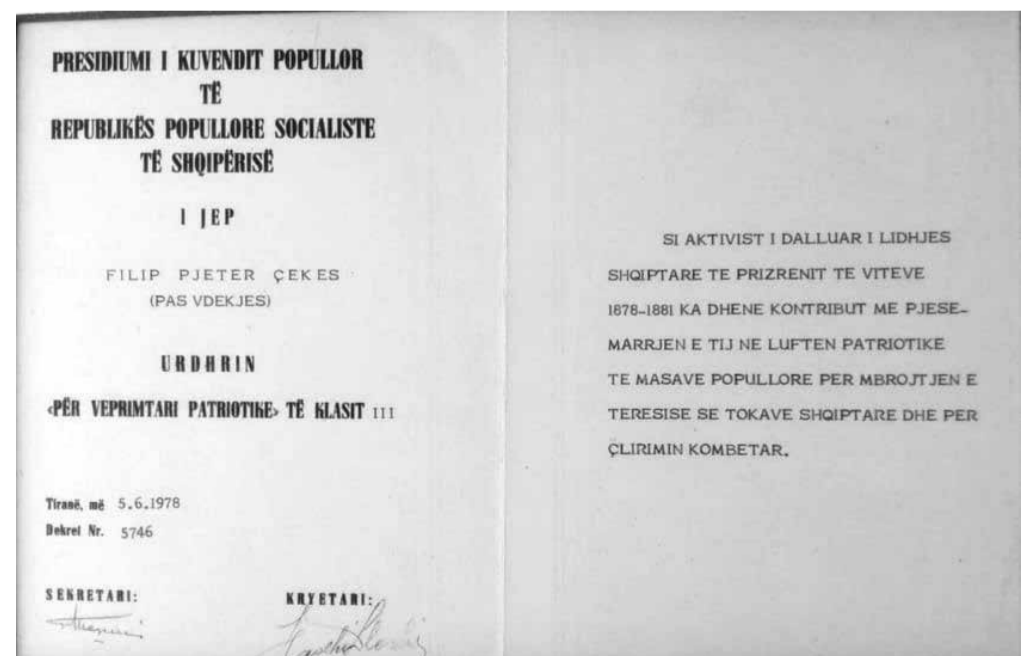 PRESIDIUMI I KUVENDIT POPULLOR
TË
REPUBLIKËS POPULLORE SOCIALISTE
TË SHQIPËRISË
I JEP
FILIP PJETER ÇEKES
(PAS VDEKJES)
URDHRIN
«PËR VEPRIMTARI PATRIOTIKE» TË KLASIT III
Tiranë, më 5.6.1978
Dekret Nr. 5746
SEKRETARI:
KRYETARI:
SI AKTIVIST I DALLUAR I LIDHJES
SHQIPTARE TE PRIZRENIT TE VITEVE
1878-1881 KA DHENE KONTRIBUT ME PJESE-
MARRJEN E TIJ NE LUFTEN PATRIOTIKE
TE MASAVE POPULLORE PER MBROJTJEN E
TERESISE SE TOKAVE SHQIPTARE DHE PER
ÇLIRIMIN KOMBETAR.